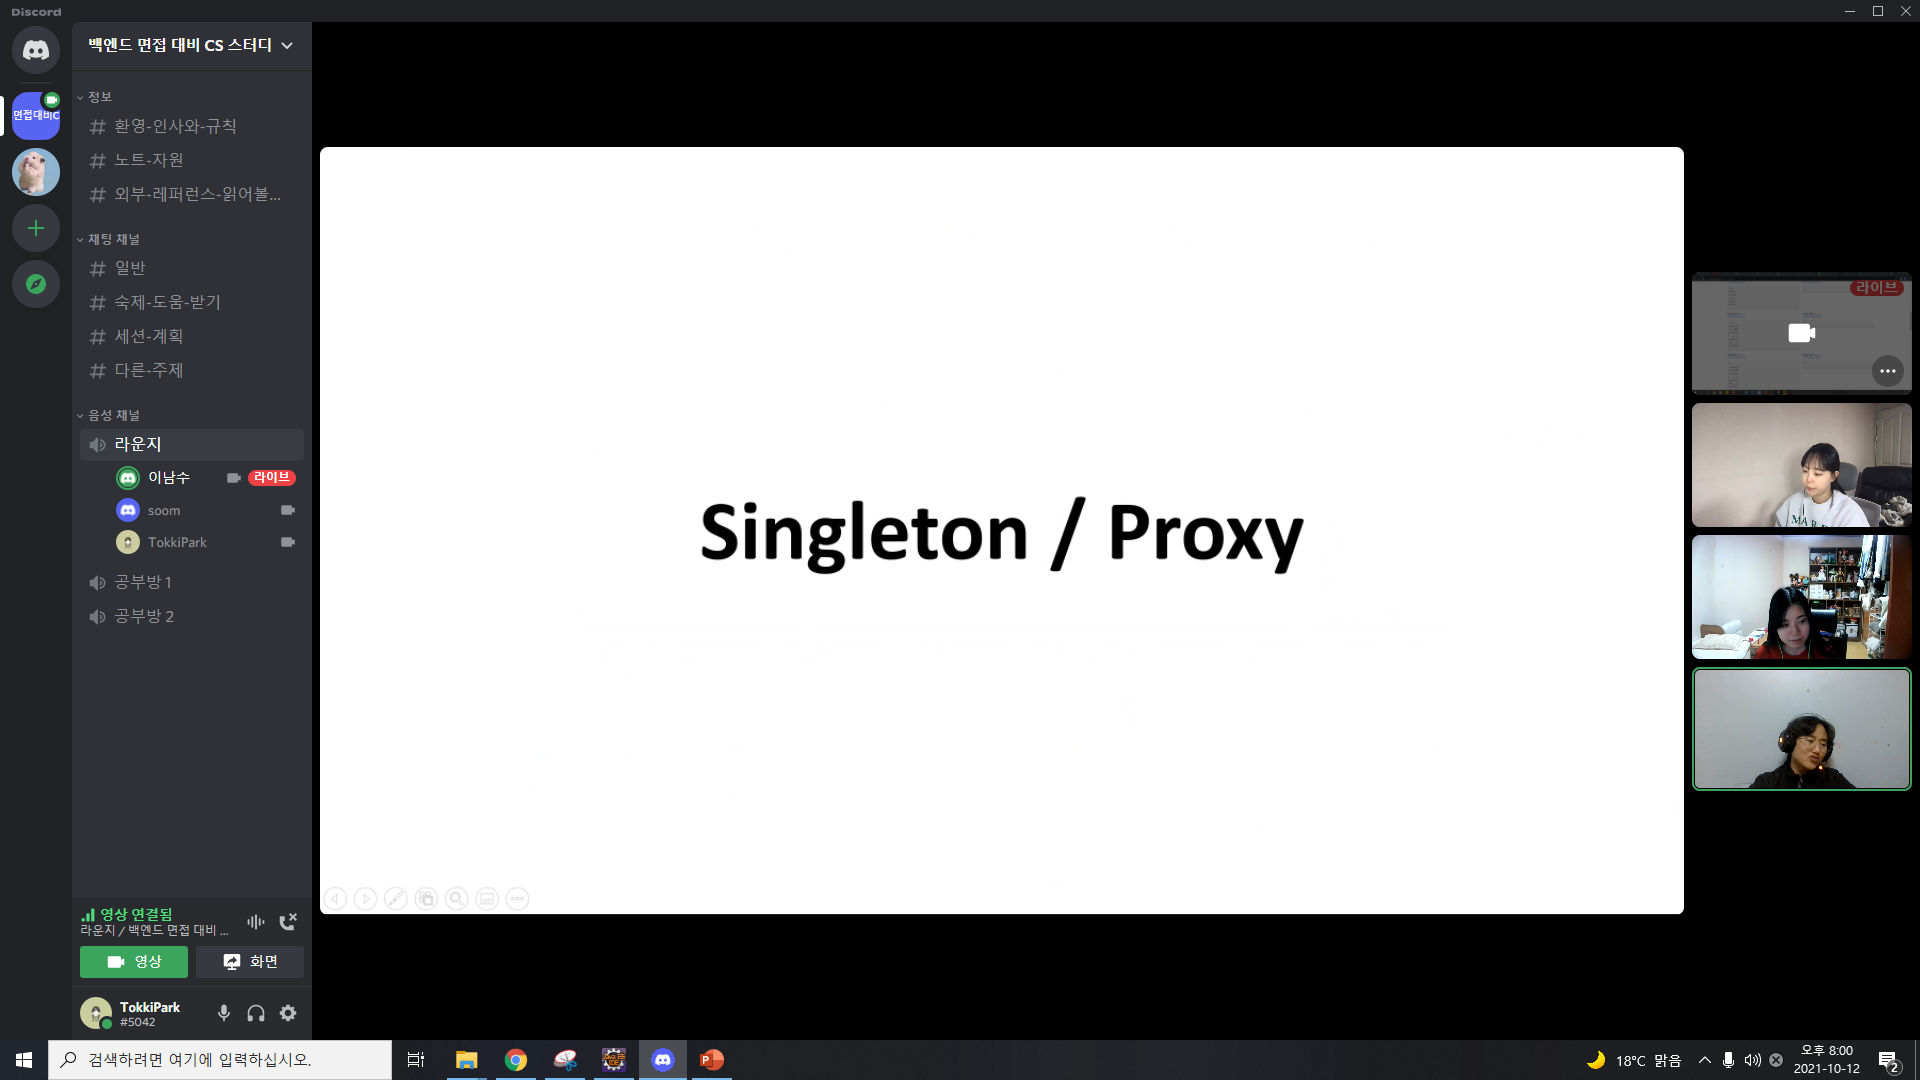 Discord
백엔드 면접 대비 CS 스터디
면접대비C
정보
환영-인사와-규칙
노트-자원
외부-레퍼런스-읽어볼...
채팅 채널
일반
숙제-도움-받기
세션-계획
다른-주제
음성 채널
라운지
이남수
라이브
soom
TokkiPark
공부방 1
공부방 2
Singleton / Proxy
라이브
MAR
영상 연결됨
라운지 / 백엔드 면접 대비 ...
영상
화면
TokkiPark
#5042
검색하려면 여기에 입력하십시오.
18°C 맑음
오후 8:00
2021-10-12
2